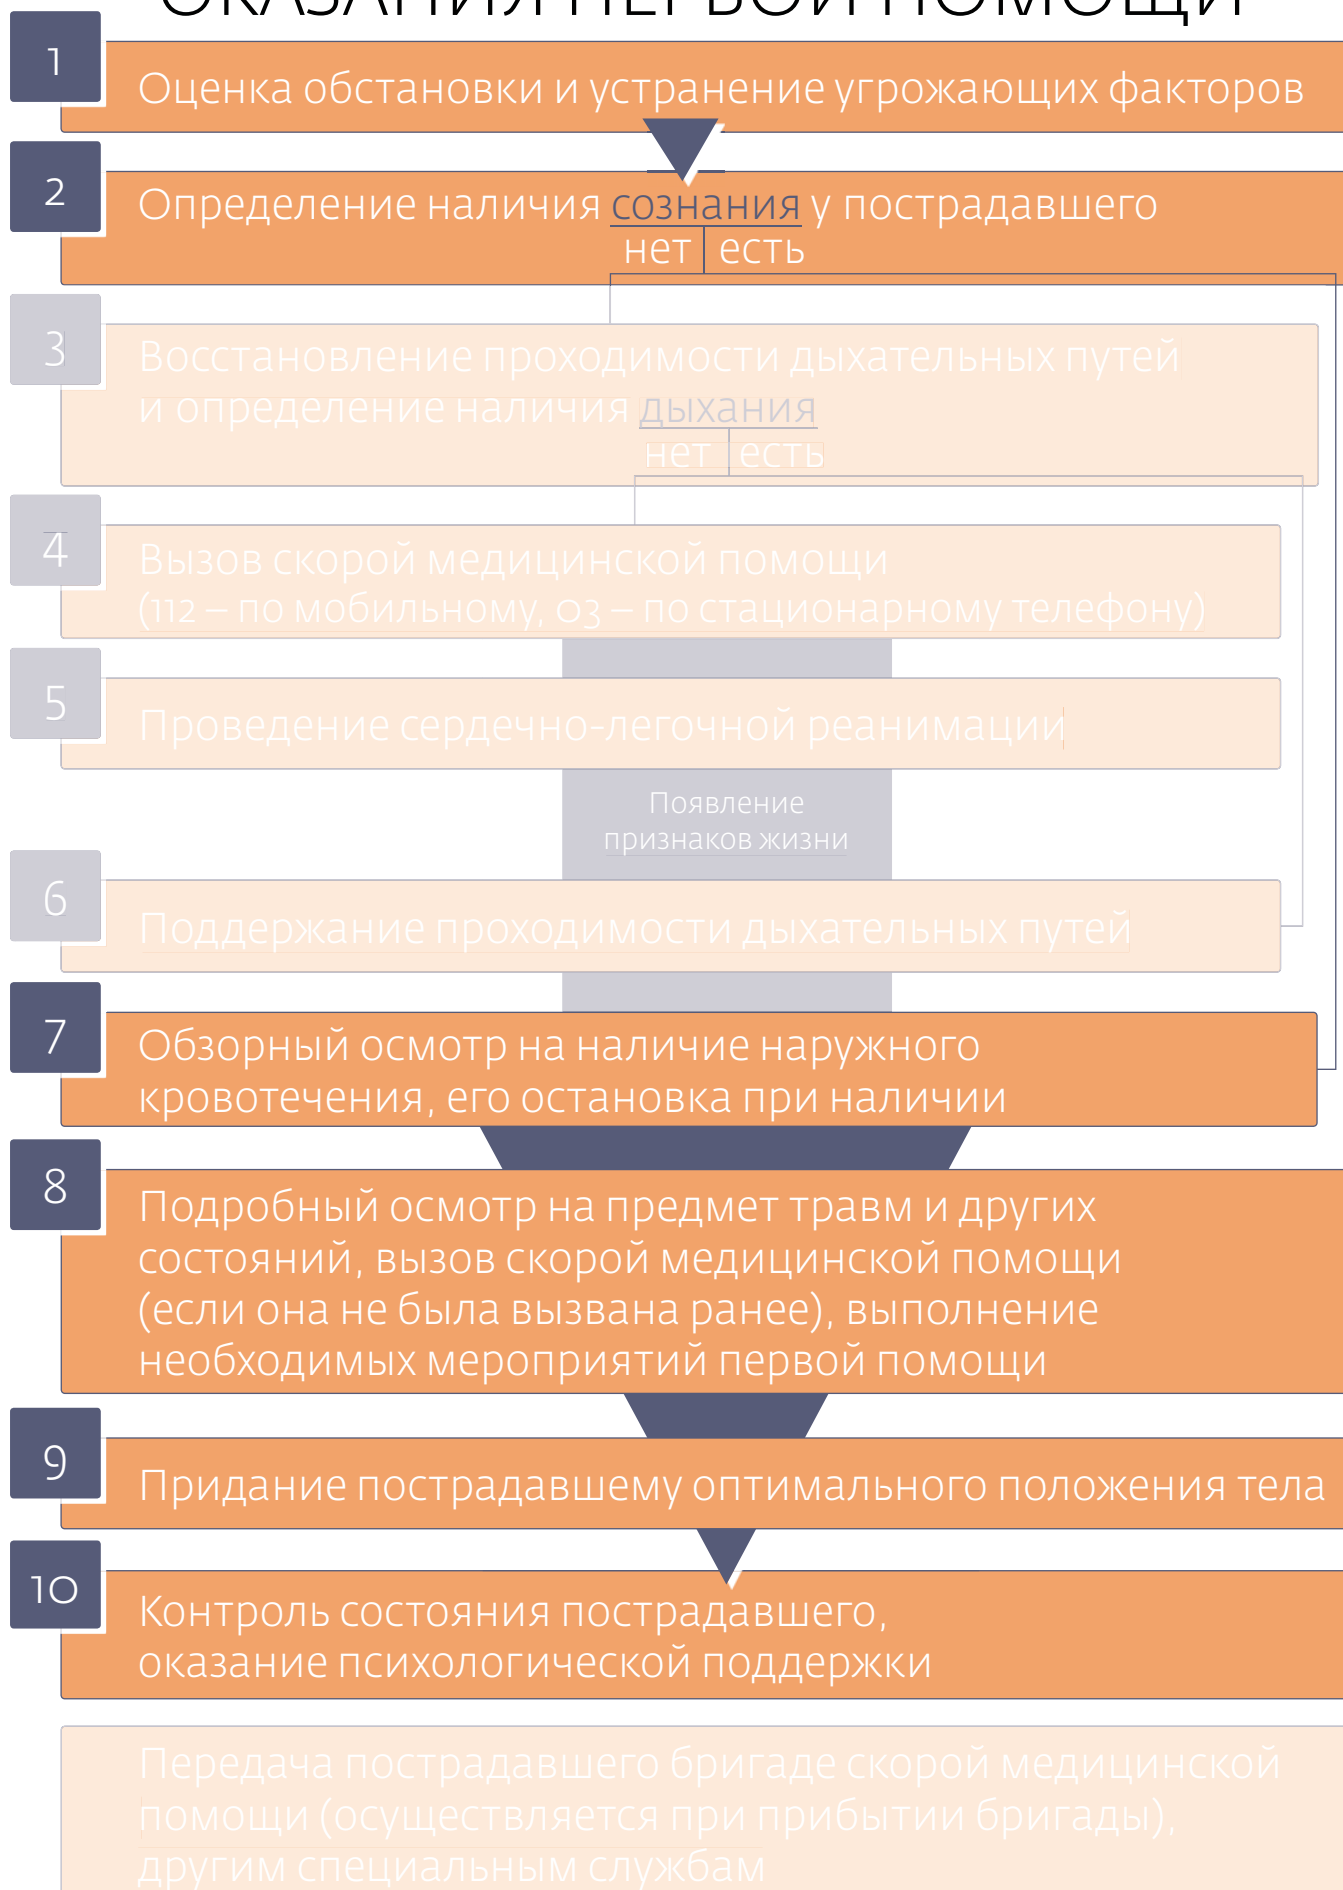 ОКАЗАНИЯ ПЕРВОЙ ПОМОЩИ
1
Оценка обстановки и устранение угрожающих факторов
2
Определение наличия сознания у пострадавшего
нет есть
3
Восстановление проходимости дыхательных путей
и определение наличия дыхания
нет есть
4
Вызов скорой медицинской помощи
(112 – по мобильному, 03 – по стационарному телефону)
5
Проведение сердечно-легочной реанимации
Появление
признаков жизни
6
Поддержание проходимости дыхательных путей
7
Обзорный осмотр на наличие наружного
кровотечения, его остановка при наличии
8
Подробный осмотр на предмет травм и других
состояний, вызов скорой медицинской помощи
(если она не была вызвана ранее), выполнение
необходимых мероприятий первой помощи
9
Придание пострадавшему оптимального положения тела
10
Контроль состояния пострадавшего,
оказание психологической поддержки
Передача пострадавшего бригаде скорой медицинской
помощи (осуществляется при прибытии бригады),
другим специальным службам